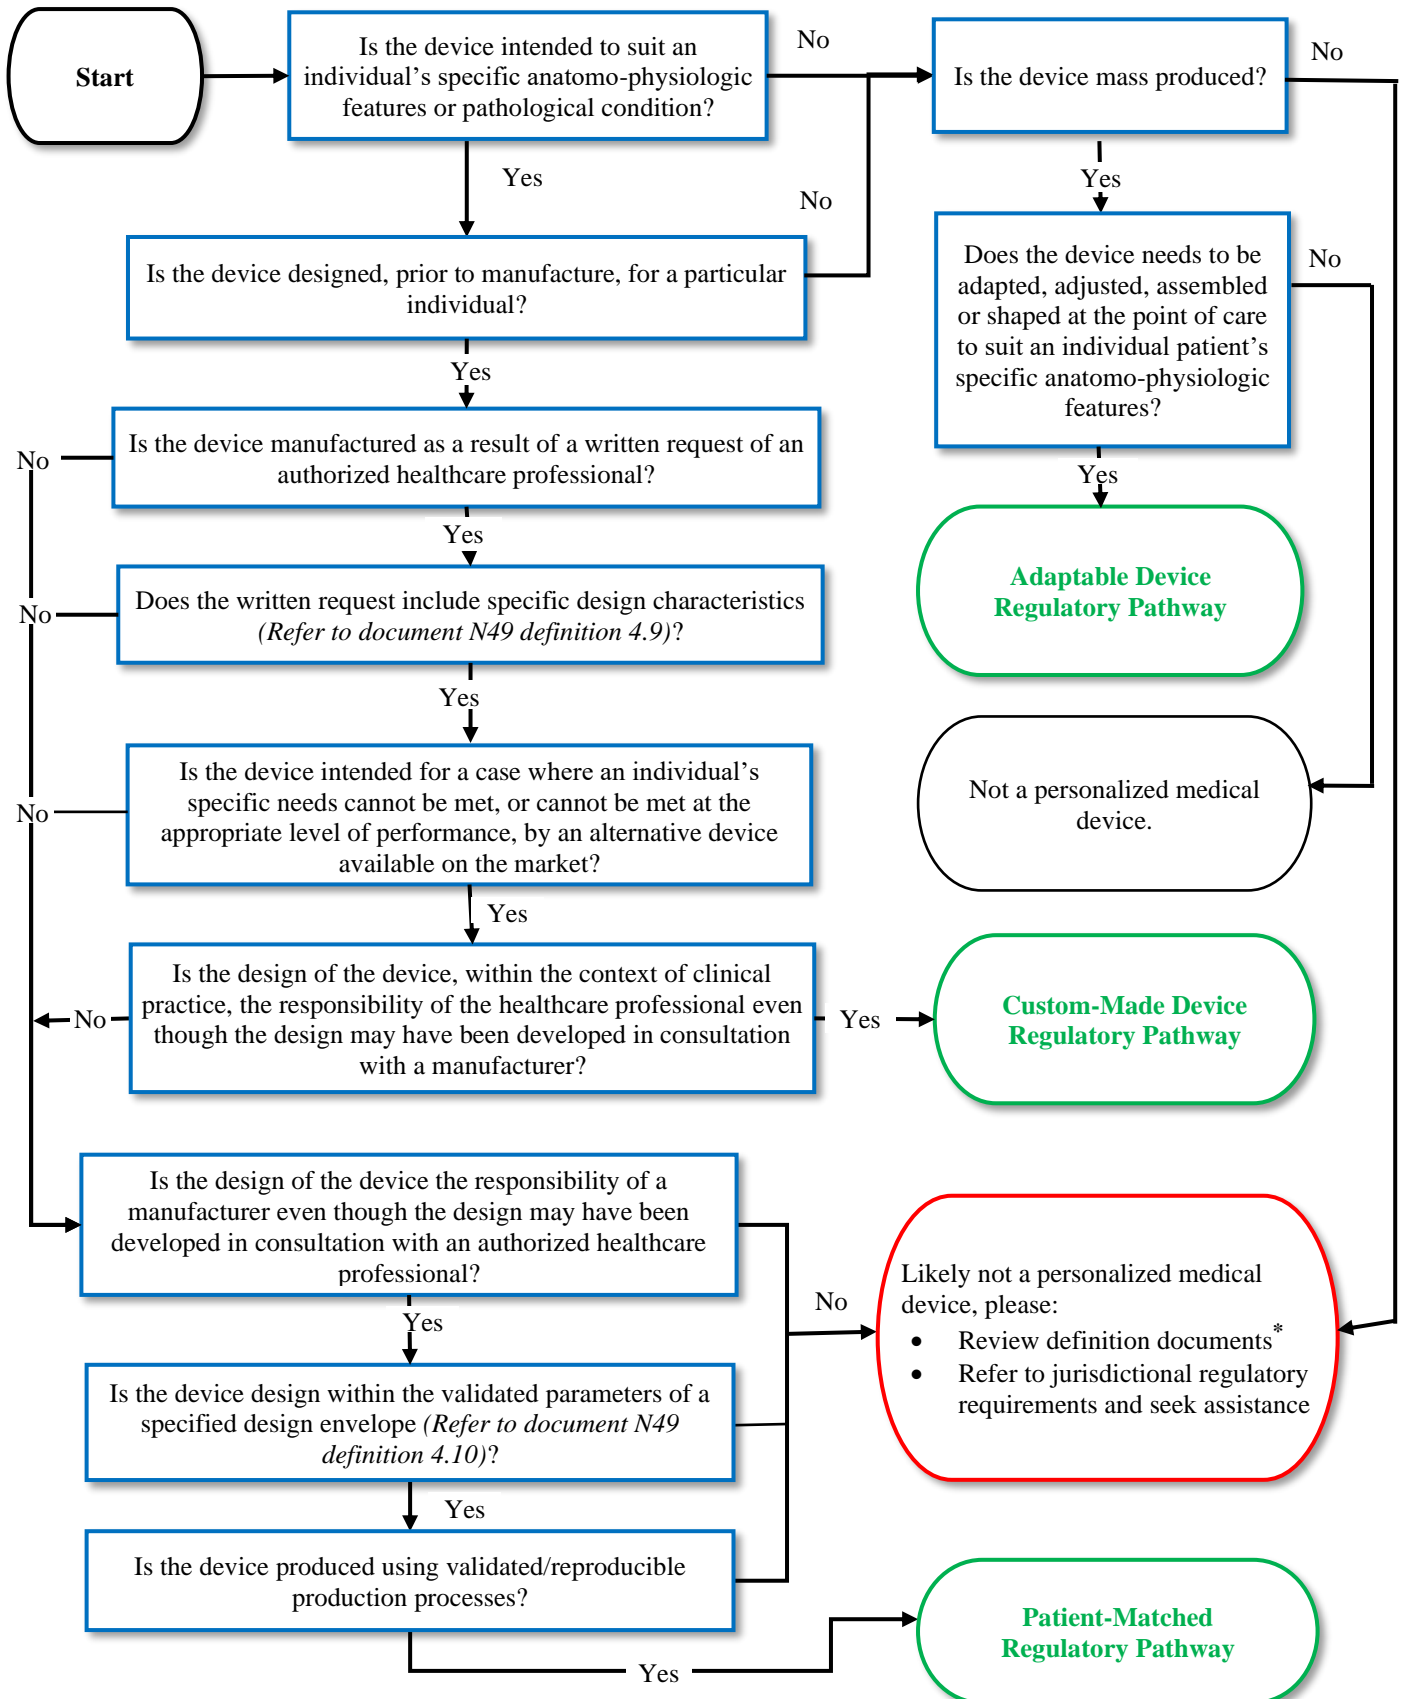 Start
Is the device intended to suit an
individual’s specific anatomo-physiologic
features or pathological condition?
No
Is the device mass produced?
No
Yes
No
Yes
Is the device designed, prior to manufacture, for a particular
individual?
Does the device needs to be
adapted, adjusted, assembled
or shaped at the point of care
to suit an individual patient’s
specific anatomo-physiologic
features?
No
Yes
Is the device manufactured as a result of a written request of an
authorized healthcare professional?
No
Yes
Yes
Adaptable Device
Regulatory Pathway
Does the written request include specific design characteristics
(Refer to document N49 definition 4.9)?
No
Yes
Is the device intended for a case where an individual’s
specific needs cannot be met, or cannot be met at the
appropriate level of performance, by an alternative device
available on the market?
No
Not a personalized medical
device.
Yes
Is the design of the device, within the context of clinical
practice, the responsibility of the healthcare professional even
though the design may have been developed in consultation
with a manufacturer?
No
Yes
Custom-Made Device
Regulatory Pathway
Is the design of the device the responsibility of a
manufacturer even though the design may have been
developed in consultation with an authorized healthcare
professional?
No
Yes
Likely not a personalized medical
device, please:
• Review definition documents*
• Refer to jurisdictional regulatory
requirements and seek assistance
Is the device design within the validated parameters of a
specified design envelope (Refer to document N49
definition 4.10)?
Yes
Is the device produced using validated/reproducible
production processes?
Yes
Patient-Matched
Regulatory Pathway